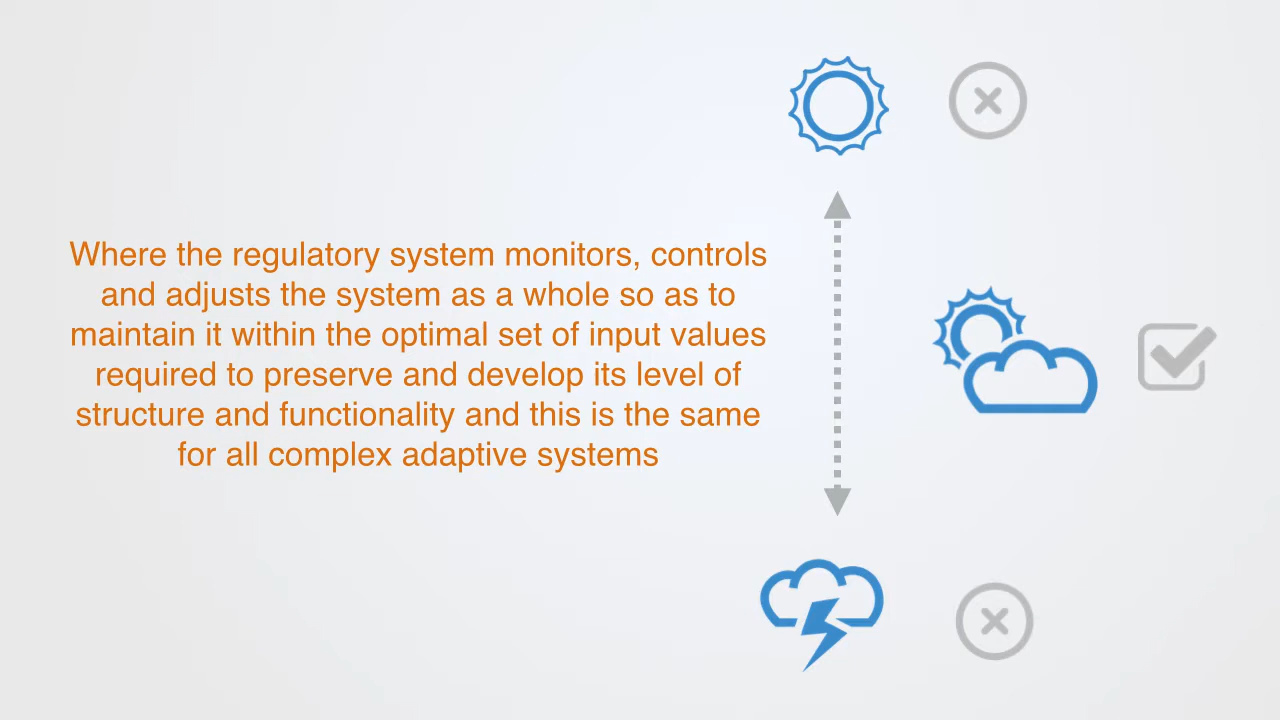 Where the regulatory system monitors, controls
and adjusts the system as a whole so as to
maintain it within the optimal set of input values
required to preserve and develop its level of
structure and functionality and this is the same
for all complex adaptive systems